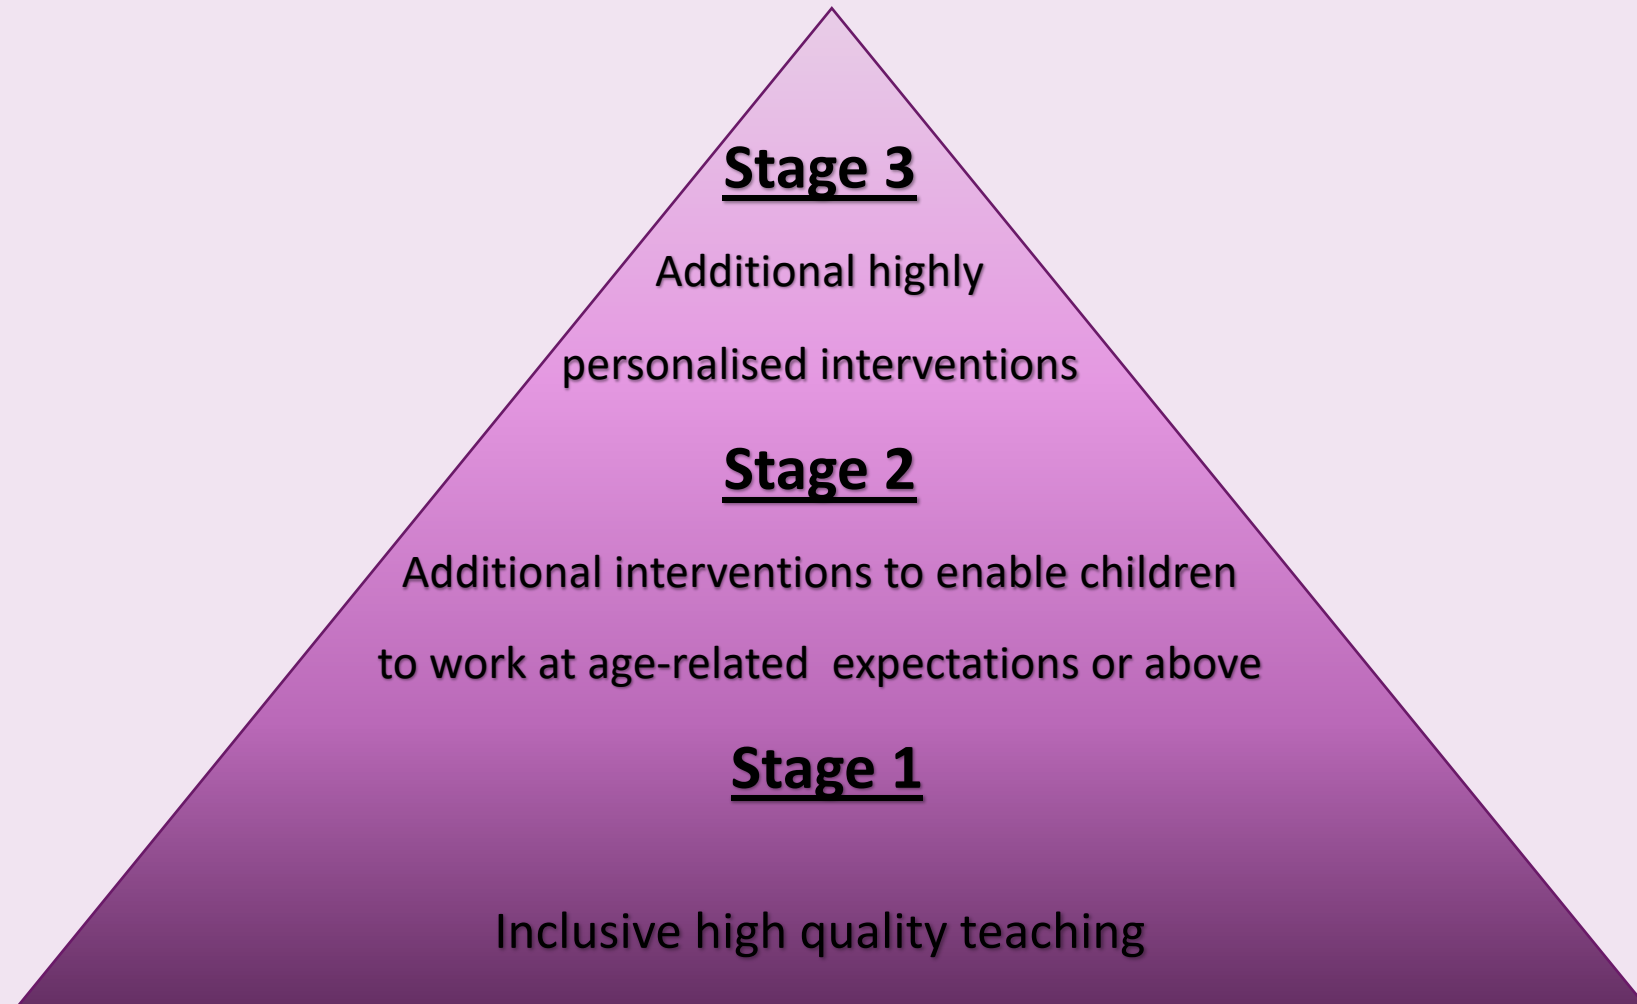 Stage 3
Additional highly
personalised interventions
Stage 2
Additional interventions to enable children
to work at age-related  expectations or above
Stage 1
Inclusive high quality teaching